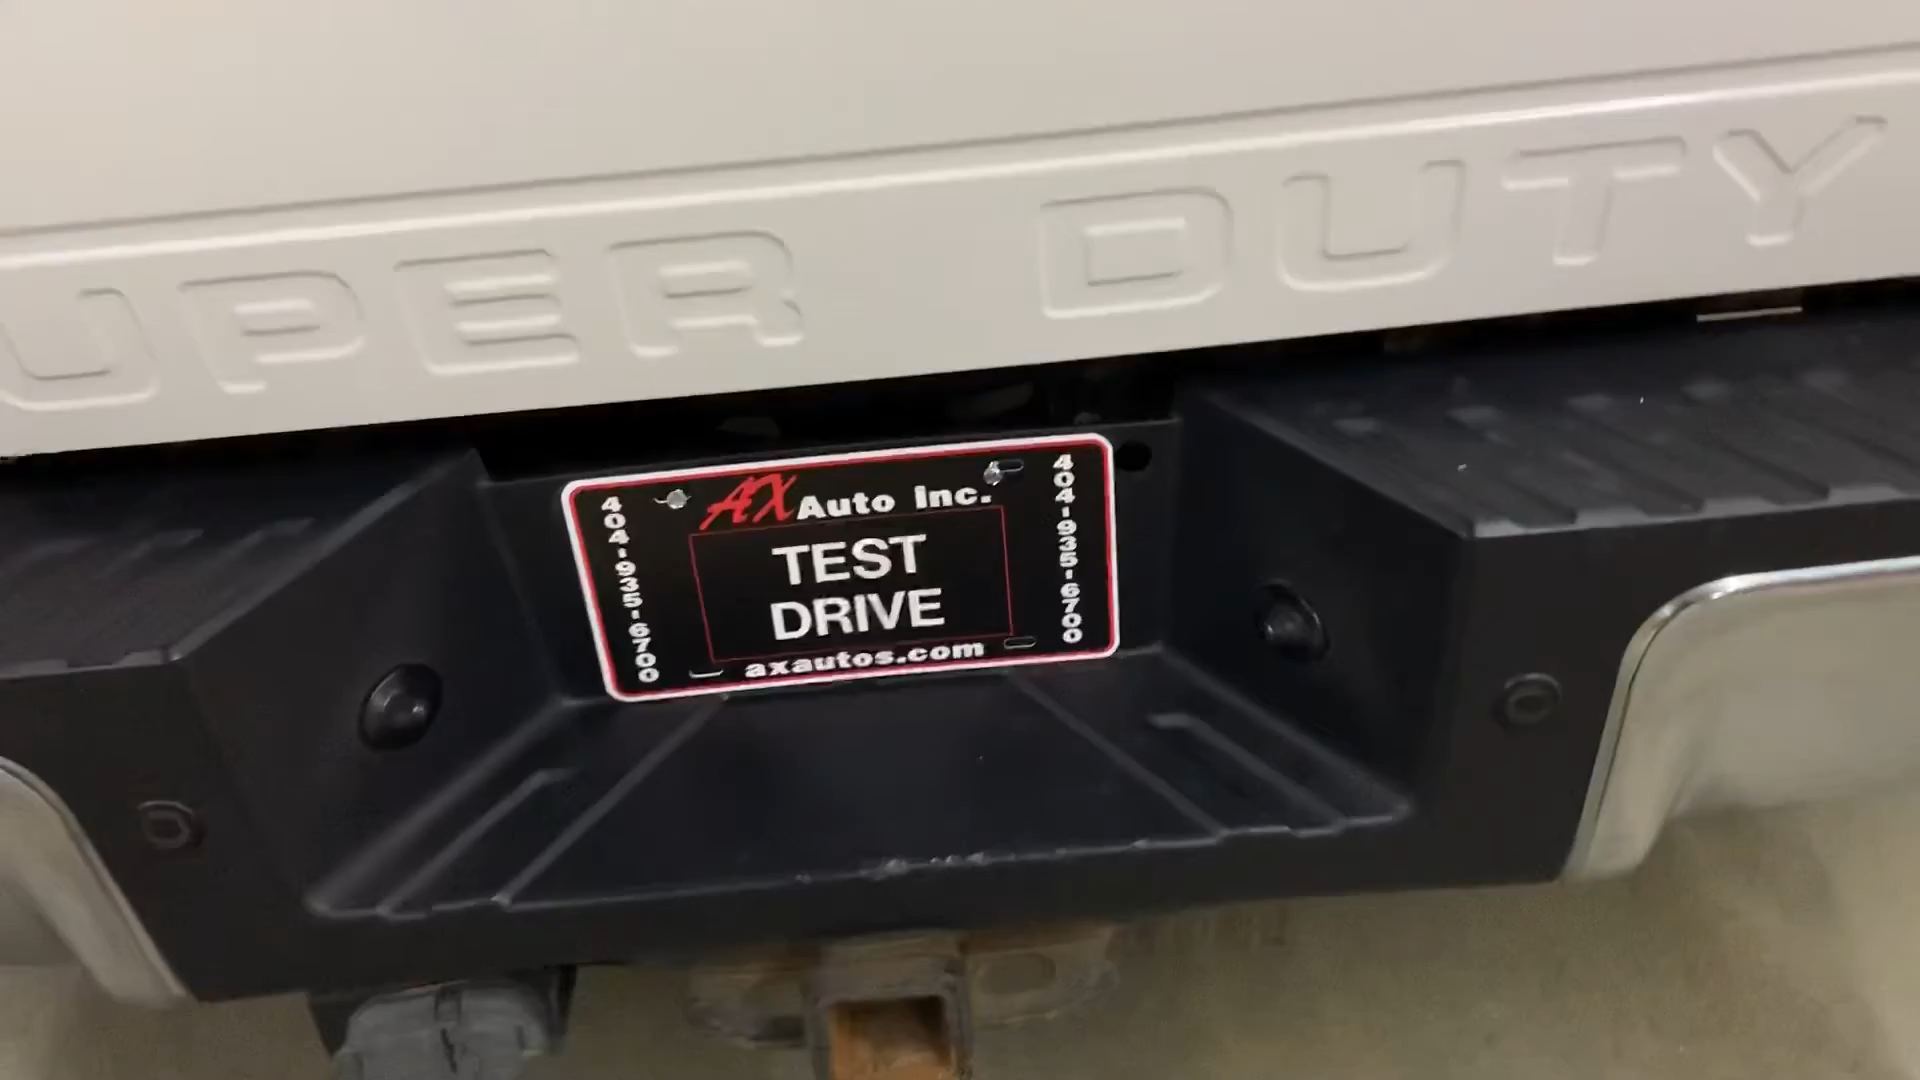 UPER DUTY
AX Auto Inc.
404-935-6700
404-935-6700
TEST
DRIVE
axautos.com